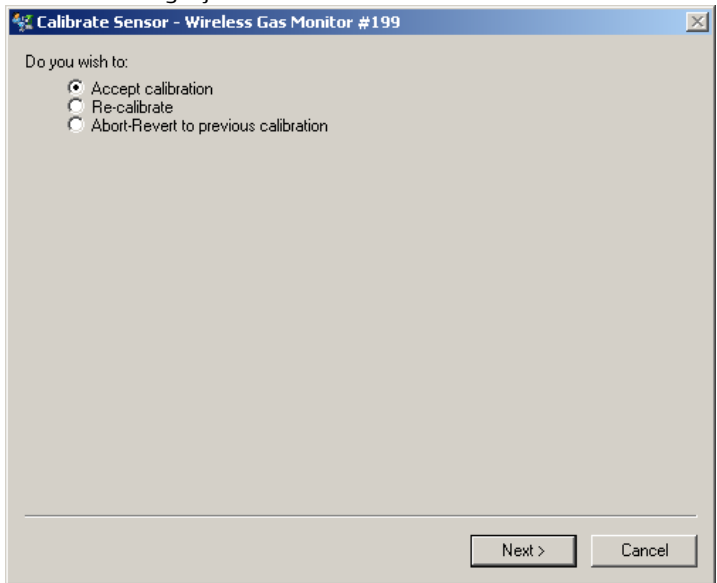 Calibrate Sensor - Wireless Gas Monitor #199
Do you wish to:
Accept calibration
Re-calibrate
Abort-Revert to previous calibration
Next >
Cancel